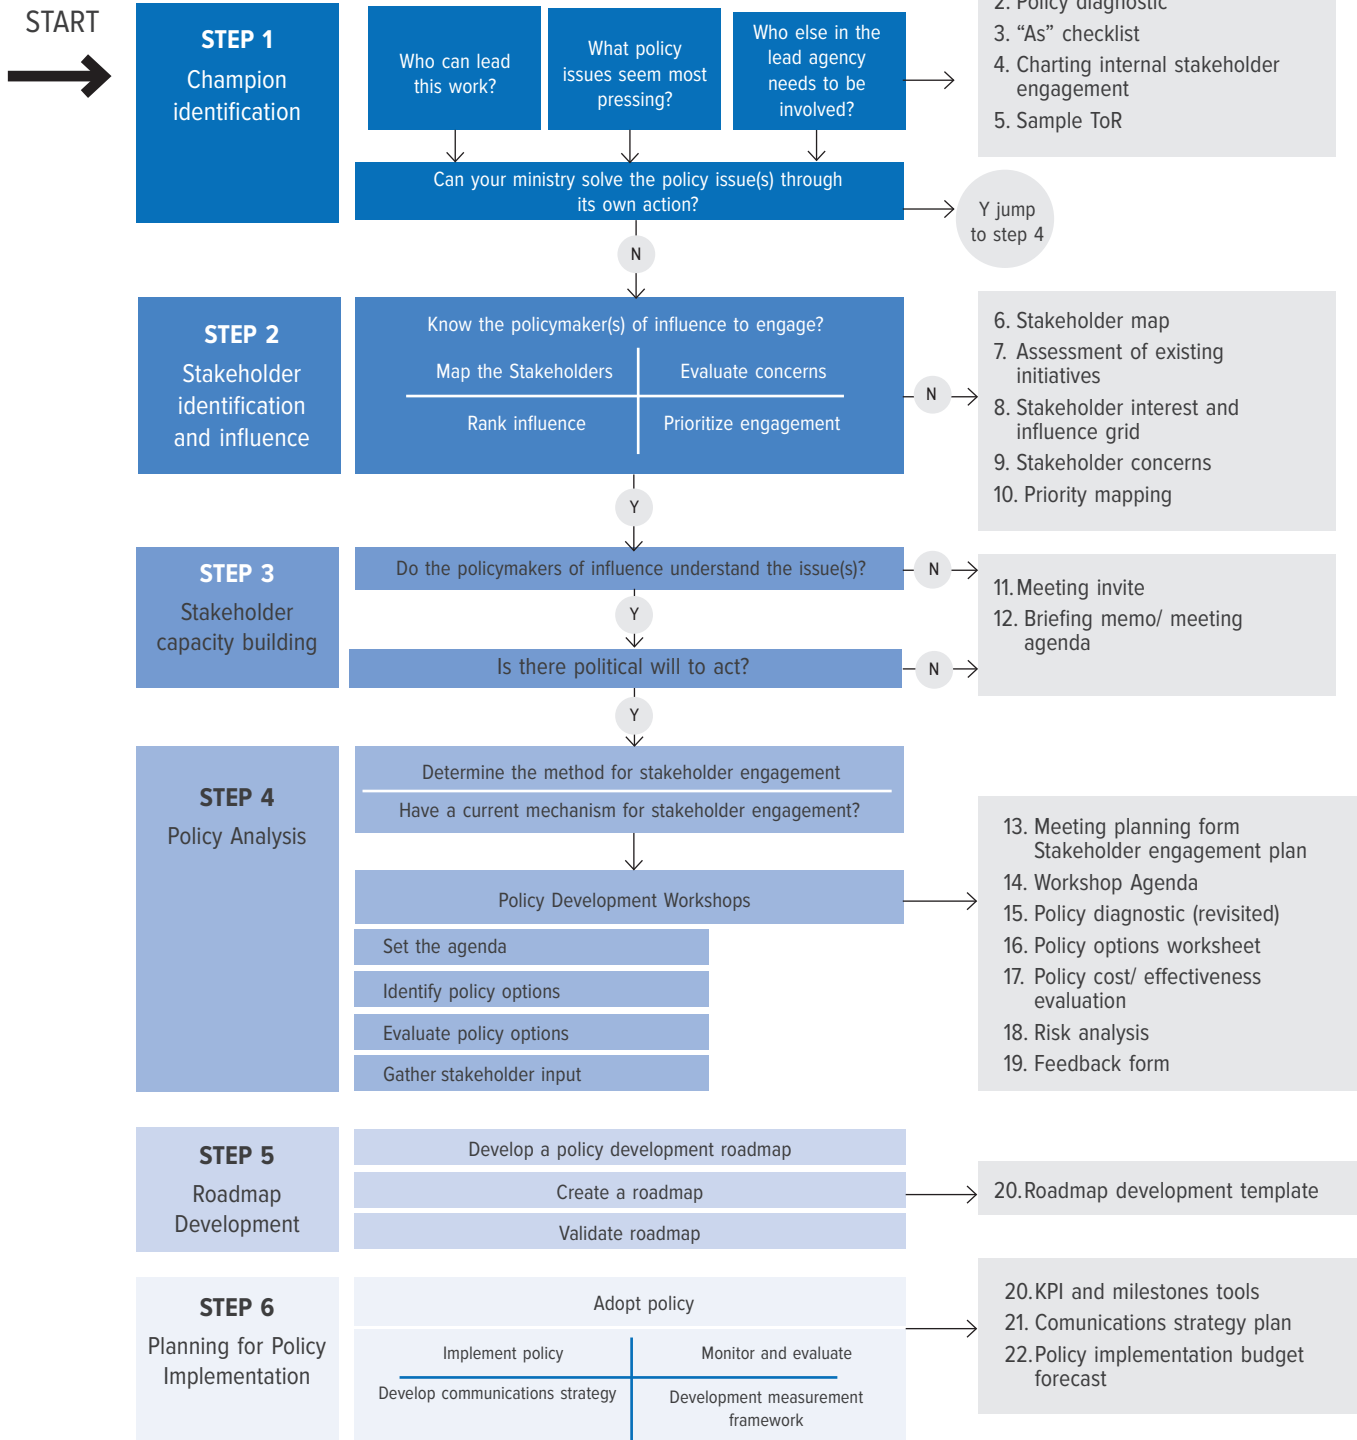 START
STEP 1
Champion
identification
Who can lead
this work?
What policy
issues seem most
pressing?
Who else in the
lead agency
needs to be
involved?
2. Policy diagnostic
3. “As” checklist
4. Charting internal stakeholder
engagement
5. Sample ToR
Can your ministry solve the policy issue(s) through
its own action?
Y jump
to step 4
N
STEP 2
Stakeholder
identification
and influence
Know the policymaker(s) of influence to engage?
Map the Stakeholders
Evaluate concerns
Rank influence
Prioritize engagement
N
6. Stakeholder map
7. Assessment of existing
initiatives
8. Stakeholder interest and
influence grid
9. Stakeholder concerns
10. Priority mapping
Y
STEP 3
Stakeholder
capacity building
Do the policymakers of influence understand the issue(s)?
N
Y
Is there political will to act?
N
11. Meeting invite
12. Briefing memo/ meeting
agenda
Y
STEP 4
Policy Analysis
Determine the method for stakeholder engagement
Have a current mechanism for stakeholder engagement?
Policy Development Workshops
Set the agenda
Identify policy options
Evaluate policy options
Gather stakeholder input
13. Meeting planning form
Stakeholder engagement plan
14. Workshop Agenda
15. Policy diagnostic (revisited)
16. Policy options worksheet
17. Policy cost/ effectiveness
evaluation
18. Risk analysis
19. Feedback form
STEP 5
Roadmap
Development
Develop a policy development roadmap
Create a roadmap
Validate roadmap
20. Roadmap development template
STEP 6
Planning for Policy
Implementation
Adopt policy
Implement policy
Monitor and evaluate
Develop communications strategy
Development measurement
framework
20. KPI and milestones tools
21. Comunications strategy plan
22. Policy implementation budget
forecast